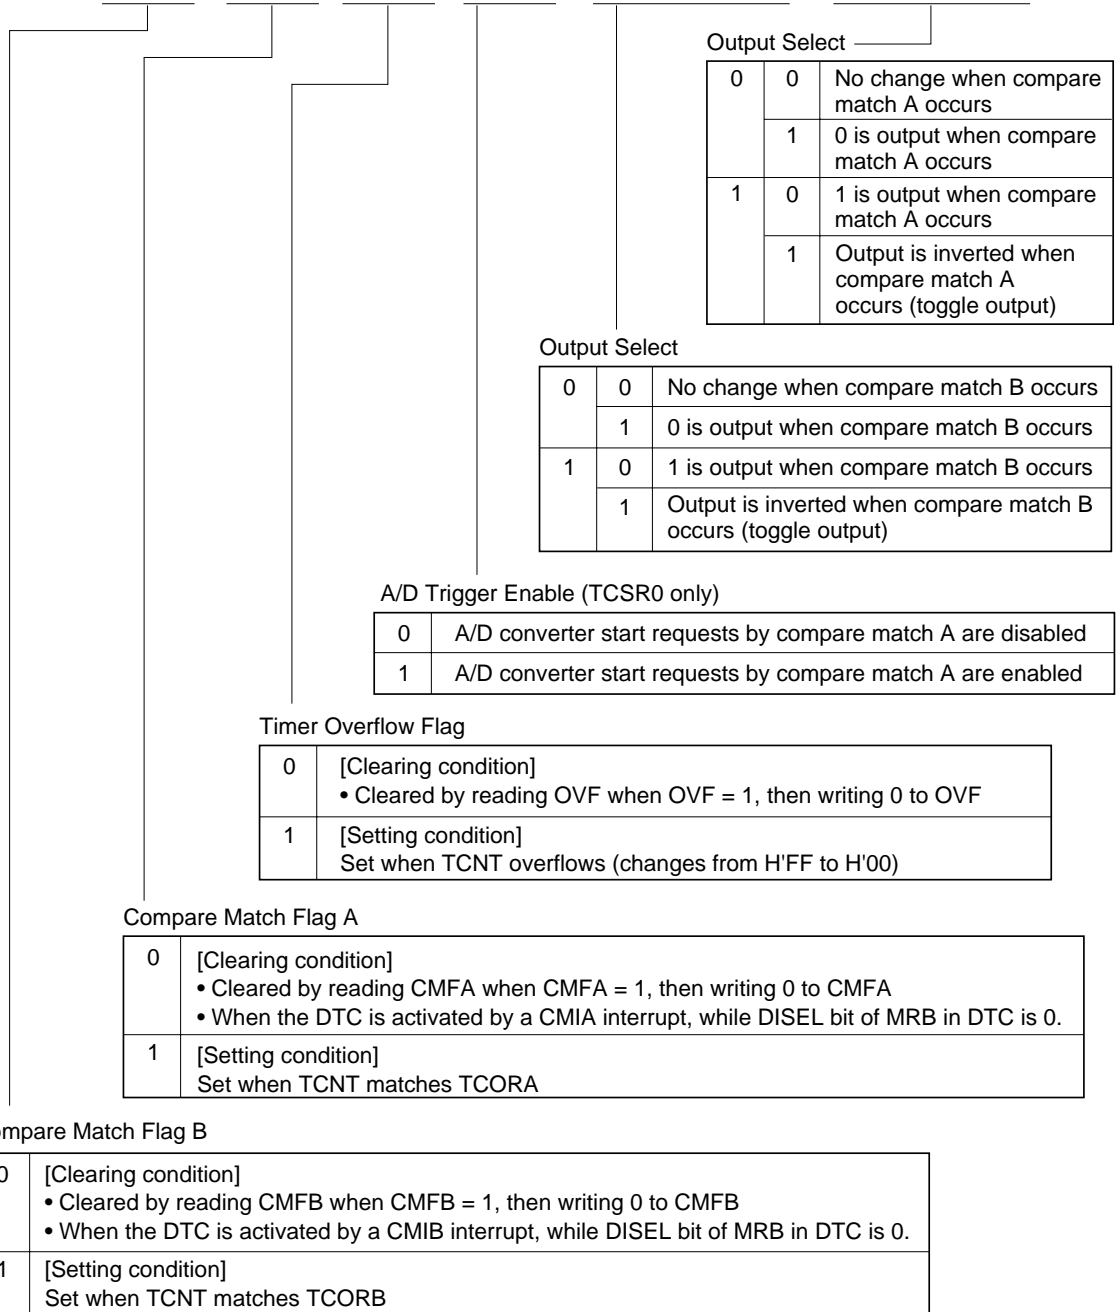 Output Select
0 0 No change when compare
match A occurs
1 0 is output when compare
match A occurs
1 0 1 is output when compare
match A occurs
1 Output is inverted when
compare match A
occurs (toggle output)
Output Select
0 0 No change when compare match B occurs
1 0 is output when compare match B occurs
1 0 1 is output when compare match B occurs
1 Output is inverted when compare match B
occurs (toggle output)
A/D Trigger Enable (TCSR0 only)
0 A/D converter start requests by compare match A are disabled
1 A/D converter start requests by compare match A are enabled
Timer Overflow Flag
0 [Clearing condition]
• Cleared by reading OVF when OVF = 1, then writing 0 to OVF
1 [Setting condition]
Set when TCNT overflows (changes from H'FF to H'00)
Compare Match Flag A
0 [Clearing condition]
• Cleared by reading CMFA when CMFA = 1, then writing 0 to CMFA
• When the DTC is activated by a CMIA interrupt, while DISEL bit of MRB in DTC is 0.
1 [Setting condition]
Set when TCNT matches TCORA
ompare Match Flag B
0 [Clearing condition]
• Cleared by reading CMFB when CMFB = 1, then writing 0 to CMFB
• When the DTC is activated by a CMIB interrupt, while DISEL bit of MRB in DTC is 0.
1 [Setting condition]
Set when TCNT matches TCORB